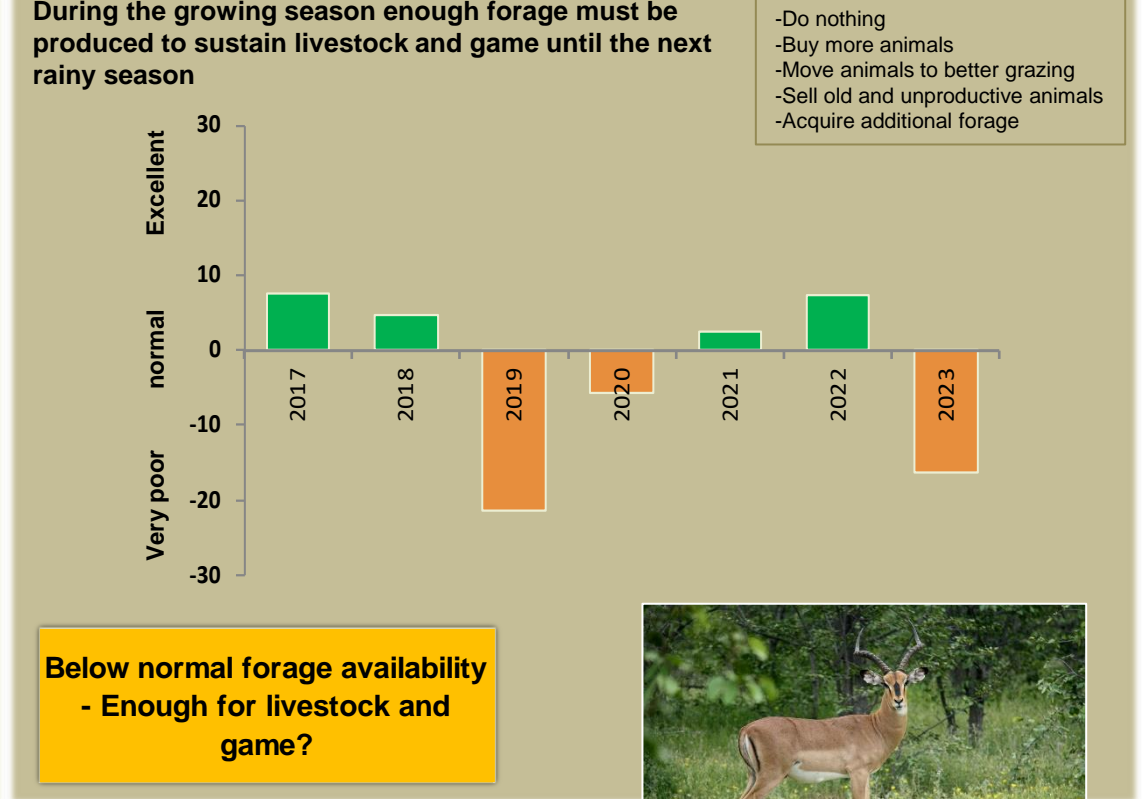 During the growing season enough forage must be
produced to sustain livestock and game until the next
rainy season
-Do nothing
-Buy more animals
-Move animals to better grazing
-Sell old and unproductive animals
-Acquire additional forage
Excellent
normal
Very poor
30
20
10
0
-10
-20
-30
2017
2018
2019
2020
2021
2022
2023
Below normal forage availability
- Enough for livestock and
game?